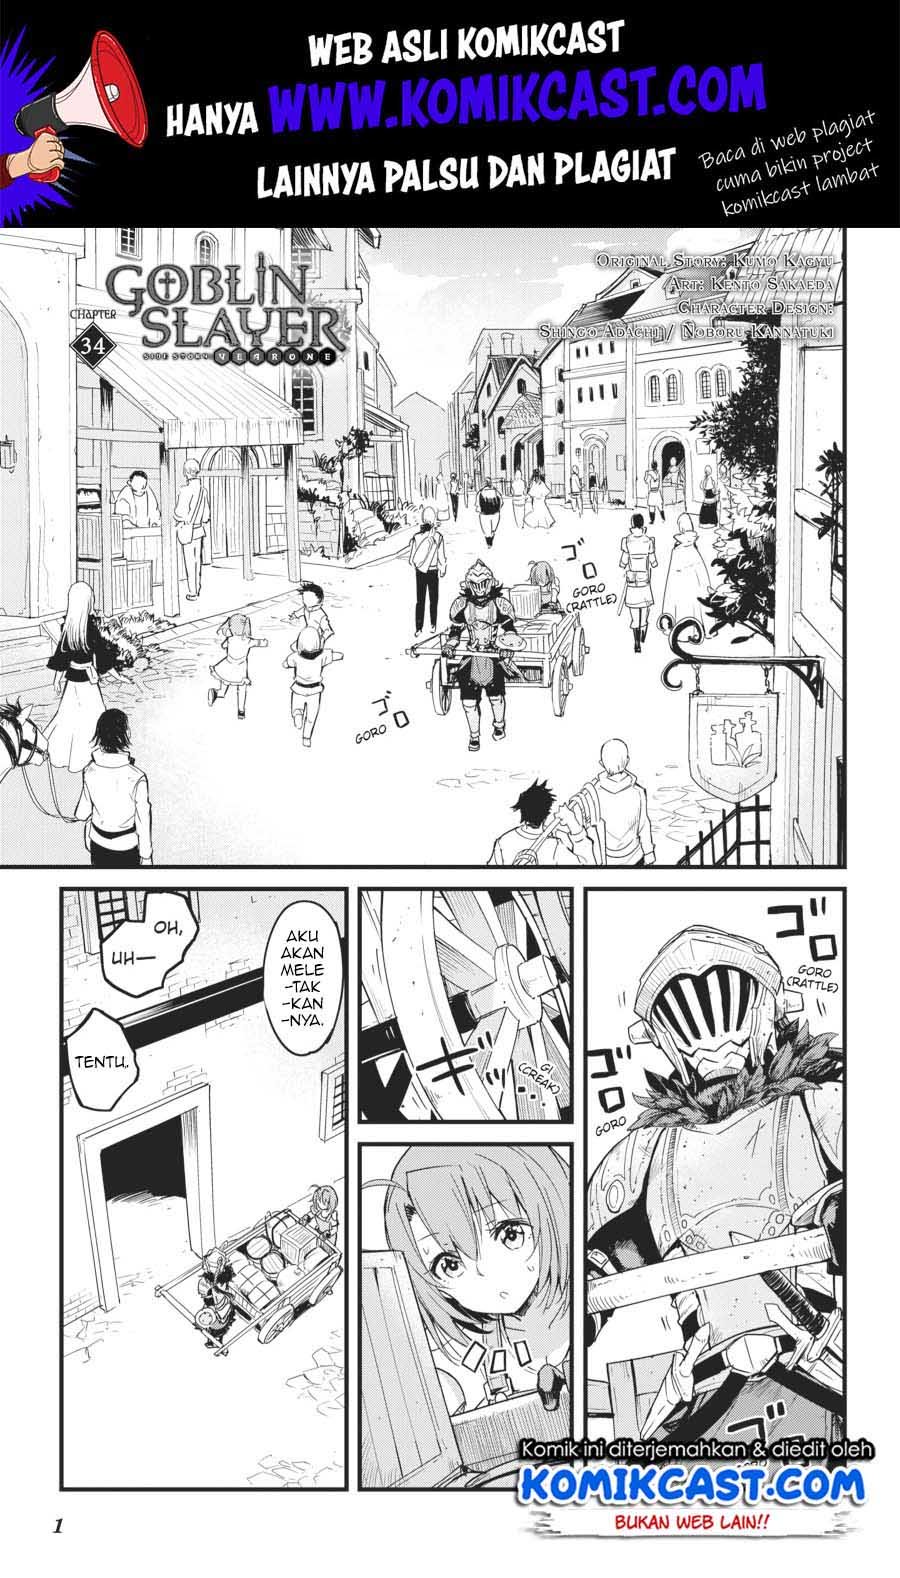 WEB ASLI KOMIKCAST
HANYA WWW.KOMIKCAST.COM
LAINNYA PALSU DAN PLAGIAT
Baca di web plagiat
cuma bikin project
komikcast lambat
GOBLIN
SLAYER
SIDE STORY YEAR ONE
CHAPTER
34
ORIGINAL STORY: KUMO KAGYU
ART: KENTO SAKAEDA
CHARACTER DESIGN:
SHINGO ADACHI / NOBORU KANNATUKI
ゴロ
GORO
(RATTLE)
ゴロ
GORO
ゴロ
GORO
(RATTLE)
ゴロ
GORO
ギ
GI
(CREAK)
AKU
AKAN
MELE
-TAK
-KAN
-NYA.
OH,
UH—
TENTU.
ゴロ
Komik ini diterjemahkan & diedit oleh
KOMIKCAST.COM
BUKAN WEB LAIN!!
1